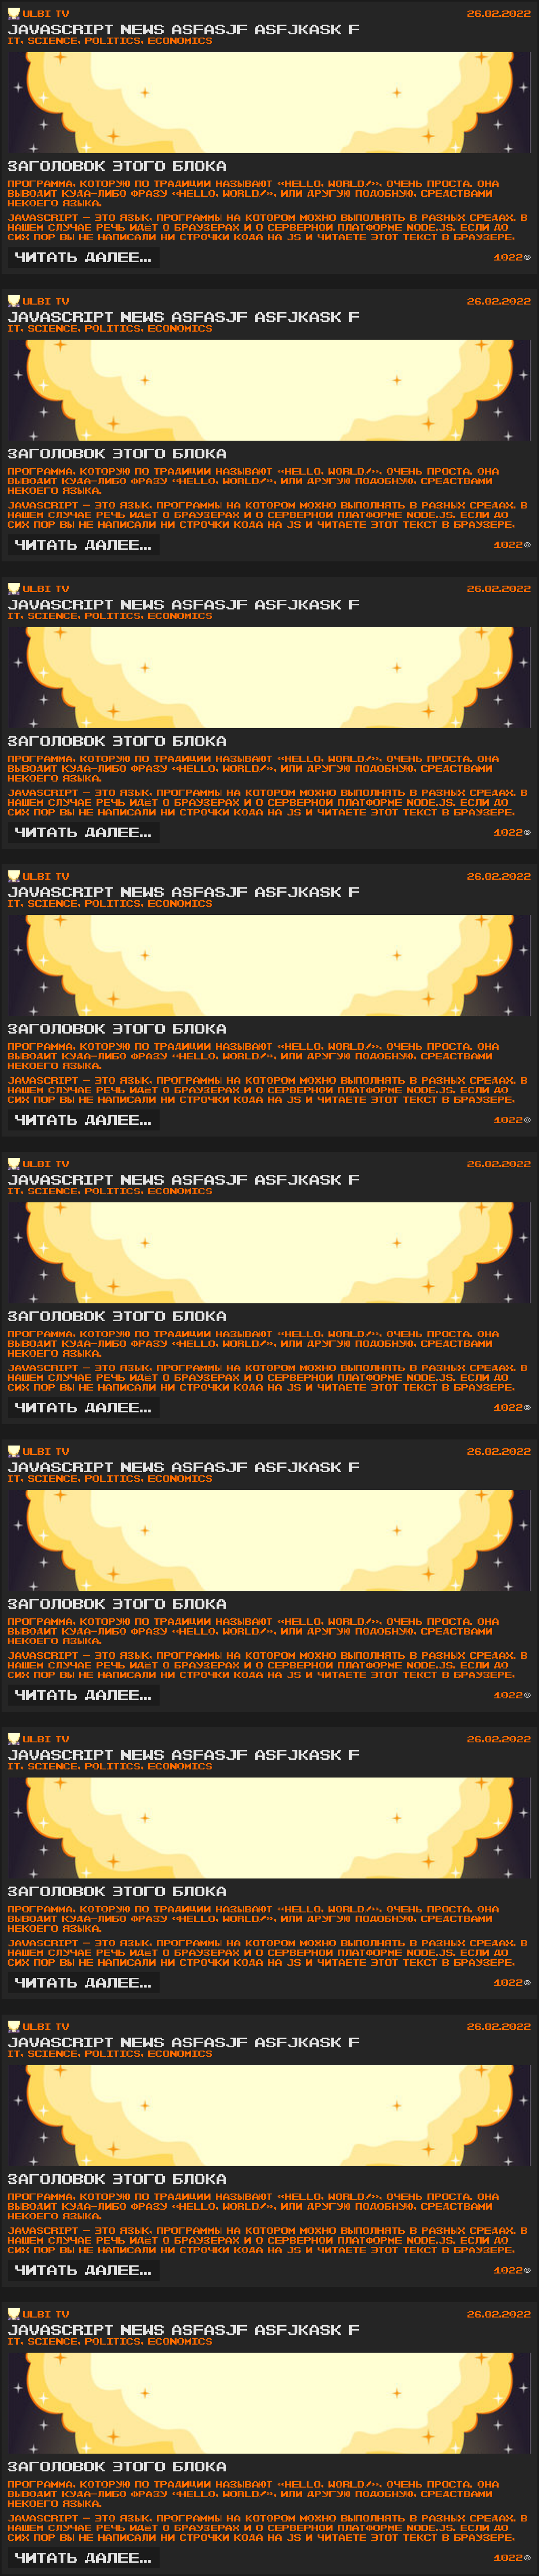 ULBI TV 26.02.2022
JAVASCRIPT NEWS ASFASJF ASFJKASK F
IT, SCIENCE, POLITICS, ECONOMICS
ЗАГОЛОВОК ЭТОГО БЛОКА
ПРОГРАММА, КОТОРУЮ ПО ТРАДИЦИИ НАЗЫВАЮТ «HELLO, WORLD!», ОЧЕНЬ ПРОСТА. ОНА
ВЫВОДИТ КУДА-ЛИБО ФРАЗУ «HELLO, WORLD!», ИЛИ ДРУГУЮ ПОДОБНУЮ, СРЕДСТВАМИ
НЕКОЕГО ЯЗЫКА.
JAVASCRIPT – ЭТО ЯЗЫК, ПРОГРАММЫ НА КОТОРОМ МОЖНО ВЫПОЛНЯТЬ В РАЗНЫХ СРЕДАХ. В
НАШЕМ СЛУЧАЕ РЕЧЬ ИДЁТ О БРАУЗЕРАХ И О СЕРВЕРНОЙ ПЛАТФОРМЕ NODE.JS. ЕСЛИ ДО
СИХ ПОР ВЫ НЕ НАПИСАЛИ НИ СТРОЧКИ КОДА НА JS И ЧИТАЕТЕ ЭТОТ ТЕКСТ В БРАУЗЕРЕ,
ЧИТАТЬ ДАЛЕЕ... 1022
ULBI TV 26.02.2022
JAVASCRIPT NEWS ASFASJF ASFJKASK F
IT, SCIENCE, POLITICS, ECONOMICS
ЗАГОЛОВОК ЭТОГО БЛОКА
ПРОГРАММА, КОТОРУЮ ПО ТРАДИЦИИ НАЗЫВАЮТ «HELLO, WORLD!», ОЧЕНЬ ПРОСТА. ОНА
ВЫВОДИТ КУДА-ЛИБО ФРАЗУ «HELLO, WORLD!», ИЛИ ДРУГУЮ ПОДОБНУЮ, СРЕДСТВАМИ
НЕКОЕГО ЯЗЫКА.
JAVASCRIPT – ЭТО ЯЗЫК, ПРОГРАММЫ НА КОТОРОМ МОЖНО ВЫПОЛНЯТЬ В РАЗНЫХ СРЕДАХ. В
НАШЕМ СЛУЧАЕ РЕЧЬ ИДЁТ О БРАУЗЕРАХ И О СЕРВЕРНОЙ ПЛАТФОРМЕ NODE.JS. ЕСЛИ ДО
СИХ ПОР ВЫ НЕ НАПИСАЛИ НИ СТРОЧКИ КОДА НА JS И ЧИТАЕТЕ ЭТОТ ТЕКСТ В БРАУЗЕРЕ,
ЧИТАТЬ ДАЛЕЕ... 1022
ULBI TV 26.02.2022
JAVASCRIPT NEWS ASFASJF ASFJKASK F
IT, SCIENCE, POLITICS, ECONOMICS
ЗАГОЛОВОК ЭТОГО БЛОКА
ПРОГРАММА, КОТОРУЮ ПО ТРАДИЦИИ НАЗЫВАЮТ «HELLO, WORLD!», ОЧЕНЬ ПРОСТА. ОНА
ВЫВОДИТ КУДА-ЛИБО ФРАЗУ «HELLO, WORLD!», ИЛИ ДРУГУЮ ПОДОБНУЮ, СРЕДСТВАМИ
НЕКОЕГО ЯЗЫКА.
JAVASCRIPT – ЭТО ЯЗЫК, ПРОГРАММЫ НА КОТОРОМ МОЖНО ВЫПОЛНЯТЬ В РАЗНЫХ СРЕДАХ. В
НАШЕМ СЛУЧАЕ РЕЧЬ ИДЁТ О БРАУЗЕРАХ И О СЕРВЕРНОЙ ПЛАТФОРМЕ NODE.JS. ЕСЛИ ДО
СИХ ПОР ВЫ НЕ НАПИСАЛИ НИ СТРОЧКИ КОДА НА JS И ЧИТАЕТЕ ЭТОТ ТЕКСТ В БРАУЗЕРЕ,
ЧИТАТЬ ДАЛЕЕ... 1022
ULBI TV 26.02.2022
JAVASCRIPT NEWS ASFASJF ASFJKASK F
IT, SCIENCE, POLITICS, ECONOMICS
ЗАГОЛОВОК ЭТОГО БЛОКА
ПРОГРАММА, КОТОРУЮ ПО ТРАДИЦИИ НАЗЫВАЮТ «HELLO, WORLD!», ОЧЕНЬ ПРОСТА. ОНА
ВЫВОДИТ КУДА-ЛИБО ФРАЗУ «HELLO, WORLD!», ИЛИ ДРУГУЮ ПОДОБНУЮ, СРЕДСТВАМИ
НЕКОЕГО ЯЗЫКА.
JAVASCRIPT – ЭТО ЯЗЫК, ПРОГРАММЫ НА КОТОРОМ МОЖНО ВЫПОЛНЯТЬ В РАЗНЫХ СРЕДАХ. В
НАШЕМ СЛУЧАЕ РЕЧЬ ИДЁТ О БРАУЗЕРАХ И О СЕРВЕРНОЙ ПЛАТФОРМЕ NODE.JS. ЕСЛИ ДО
СИХ ПОР ВЫ НЕ НАПИСАЛИ НИ СТРОЧКИ КОДА НА JS И ЧИТАЕТЕ ЭТОТ ТЕКСТ В БРАУЗЕРЕ,
ЧИТАТЬ ДАЛЕЕ... 1022
ULBI TV 26.02.2022
JAVASCRIPT NEWS ASFASJF ASFJKASK F
IT, SCIENCE, POLITICS, ECONOMICS
ЗАГОЛОВОК ЭТОГО БЛОКА
ПРОГРАММА, КОТОРУЮ ПО ТРАДИЦИИ НАЗЫВАЮТ «HELLO, WORLD!», ОЧЕНЬ ПРОСТА. ОНА
ВЫВОДИТ КУДА-ЛИБО ФРАЗУ «HELLO, WORLD!», ИЛИ ДРУГУЮ ПОДОБНУЮ, СРЕДСТВАМИ
НЕКОЕГО ЯЗЫКА.
JAVASCRIPT – ЭТО ЯЗЫК, ПРОГРАММЫ НА КОТОРОМ МОЖНО ВЫПОЛНЯТЬ В РАЗНЫХ СРЕДАХ. В
НАШЕМ СЛУЧАЕ РЕЧЬ ИДЁТ О БРАУЗЕРАХ И О СЕРВЕРНОЙ ПЛАТФОРМЕ NODE.JS. ЕСЛИ ДО
СИХ ПОР ВЫ НЕ НАПИСАЛИ НИ СТРОЧКИ КОДА НА JS И ЧИТАЕТЕ ЭТОТ ТЕКСТ В БРАУЗЕРЕ,
ЧИТАТЬ ДАЛЕЕ... 1022
ULBI TV 26.02.2022
JAVASCRIPT NEWS ASFASJF ASFJKASK F
IT, SCIENCE, POLITICS, ECONOMICS
ЗАГОЛОВОК ЭТОГО БЛОКА
ПРОГРАММА, КОТОРУЮ ПО ТРАДИЦИИ НАЗЫВАЮТ «HELLO, WORLD!», ОЧЕНЬ ПРОСТА. ОНА
ВЫВОДИТ КУДА-ЛИБО ФРАЗУ «HELLO, WORLD!», ИЛИ ДРУГУЮ ПОДОБНУЮ, СРЕДСТВАМИ
НЕКОЕГО ЯЗЫКА.
JAVASCRIPT – ЭТО ЯЗЫК, ПРОГРАММЫ НА КОТОРОМ МОЖНО ВЫПОЛНЯТЬ В РАЗНЫХ СРЕДАХ. В
НАШЕМ СЛУЧАЕ РЕЧЬ ИДЁТ О БРАУЗЕРАХ И О СЕРВЕРНОЙ ПЛАТФОРМЕ NODE.JS. ЕСЛИ ДО
СИХ ПОР ВЫ НЕ НАПИСАЛИ НИ СТРОЧКИ КОДА НА JS И ЧИТАЕТЕ ЭТОТ ТЕКСТ В БРАУЗЕРЕ,
ЧИТАТЬ ДАЛЕЕ... 1022
ULBI TV 26.02.2022
JAVASCRIPT NEWS ASFASJF ASFJKASK F
IT, SCIENCE, POLITICS, ECONOMICS
ЗАГОЛОВОК ЭТОГО БЛОКА
ПРОГРАММА, КОТОРУЮ ПО ТРАДИЦИИ НАЗЫВАЮТ «HELLO, WORLD!», ОЧЕНЬ ПРОСТА. ОНА
ВЫВОДИТ КУДА-ЛИБО ФРАЗУ «HELLO, WORLD!», ИЛИ ДРУГУЮ ПОДОБНУЮ, СРЕДСТВАМИ
НЕКОЕГО ЯЗЫКА.
JAVASCRIPT – ЭТО ЯЗЫК, ПРОГРАММЫ НА КОТОРОМ МОЖНО ВЫПОЛНЯТЬ В РАЗНЫХ СРЕДАХ. В
НАШЕМ СЛУЧАЕ РЕЧЬ ИДЁТ О БРАУЗЕРАХ И О СЕРВЕРНОЙ ПЛАТФОРМЕ NODE.JS. ЕСЛИ ДО
СИХ ПОР ВЫ НЕ НАПИСАЛИ НИ СТРОЧКИ КОДА НА JS И ЧИТАЕТЕ ЭТОТ ТЕКСТ В БРАУЗЕРЕ,
ЧИТАТЬ ДАЛЕЕ... 1022
ULBI TV 26.02.2022
JAVASCRIPT NEWS ASFASJF ASFJKASK F
IT, SCIENCE, POLITICS, ECONOMICS
ЗАГОЛОВОК ЭТОГО БЛОКА
ПРОГРАММА, КОТОРУЮ ПО ТРАДИЦИИ НАЗЫВАЮТ «HELLO, WORLD!», ОЧЕНЬ ПРОСТА. ОНА
ВЫВОДИТ КУДА-ЛИБО ФРАЗУ «HELLO, WORLD!», ИЛИ ДРУГУЮ ПОДОБНУЮ, СРЕДСТВАМИ
НЕКОЕГО ЯЗЫКА.
JAVASCRIPT – ЭТО ЯЗЫК, ПРОГРАММЫ НА КОТОРОМ МОЖНО ВЫПОЛНЯТЬ В РАЗНЫХ СРЕДАХ. В
НАШЕМ СЛУЧАЕ РЕЧЬ ИДЁТ О БРАУЗЕРАХ И О СЕРВЕРНОЙ ПЛАТФОРМЕ NODE.JS. ЕСЛИ ДО
СИХ ПОР ВЫ НЕ НАПИСАЛИ НИ СТРОЧКИ КОДА НА JS И ЧИТАЕТЕ ЭТОТ ТЕКСТ В БРАУЗЕРЕ,
ЧИТАТЬ ДАЛЕЕ... 1022
ULBI TV 26.02.2022
JAVASCRIPT NEWS ASFASJF ASFJKASK F
IT, SCIENCE, POLITICS, ECONOMICS
ЗАГОЛОВОК ЭТОГО БЛОКА
ПРОГРАММА, КОТОРУЮ ПО ТРАДИЦИИ НАЗЫВАЮТ «HELLO, WORLD!», ОЧЕНЬ ПРОСТА. ОНА
ВЫВОДИТ КУДА-ЛИБО ФРАЗУ «HELLO, WORLD!», ИЛИ ДРУГУЮ ПОДОБНУЮ, СРЕДСТВАМИ
НЕКОЕГО ЯЗЫКА.
JAVASCRIPT – ЭТО ЯЗЫК, ПРОГРАММЫ НА КОТОРОМ МОЖНО ВЫПОЛНЯТЬ В РАЗНЫХ СРЕДАХ. В
НАШЕМ СЛУЧАЕ РЕЧЬ ИДЁТ О БРАУЗЕРАХ И О СЕРВЕРНОЙ ПЛАТФОРМЕ NODE.JS. ЕСЛИ ДО
СИХ ПОР ВЫ НЕ НАПИСАЛИ НИ СТРОЧКИ КОДА НА JS И ЧИТАЕТЕ ЭТОТ ТЕКСТ В БРАУЗЕРЕ,
ЧИТАТЬ ДАЛЕЕ... 1022